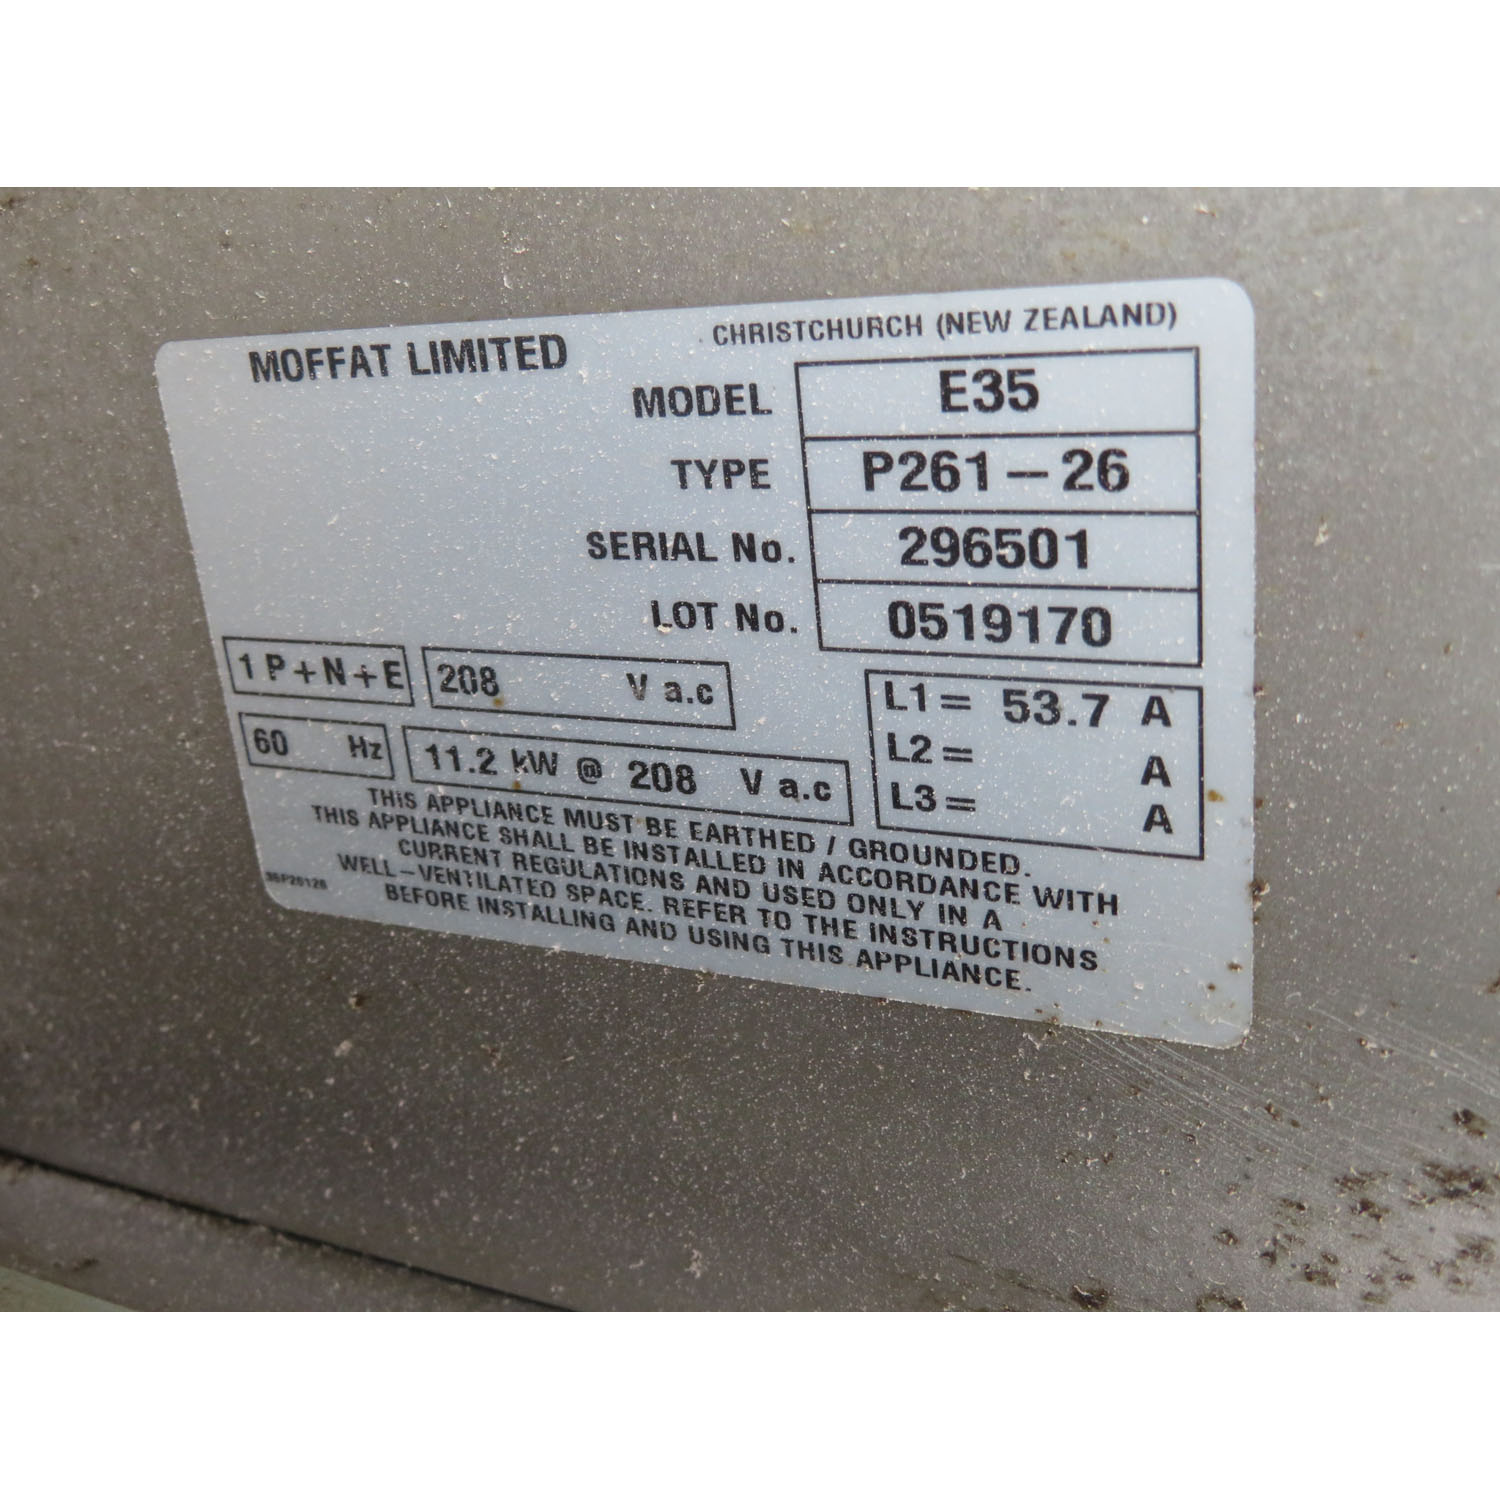 MOFFAT LIMITED
CHRISTCHURCH (NEW ZEALAND)
MODEL E35
TYPE P261-26
SERIAL No. 296501
LOT No. 0519170
1 P+N+E 208 V a.c
60 Hz 11.2 kW @ 208 V a.c
L1= 53.7 A
L2= A
L3= A
THIS APPLIANCE MUST BE EARTHED / GROUNDED.
THIS APPLIANCE SHALL BE INSTALLED IN ACCORDANCE WITH
CURRENT REGULATIONS AND USED ONLY IN A
WELL-VENTILATED SPACE. REFER TO THE INSTRUCTIONS
BEFORE INSTALLING AND USING THIS APPLIANCE.